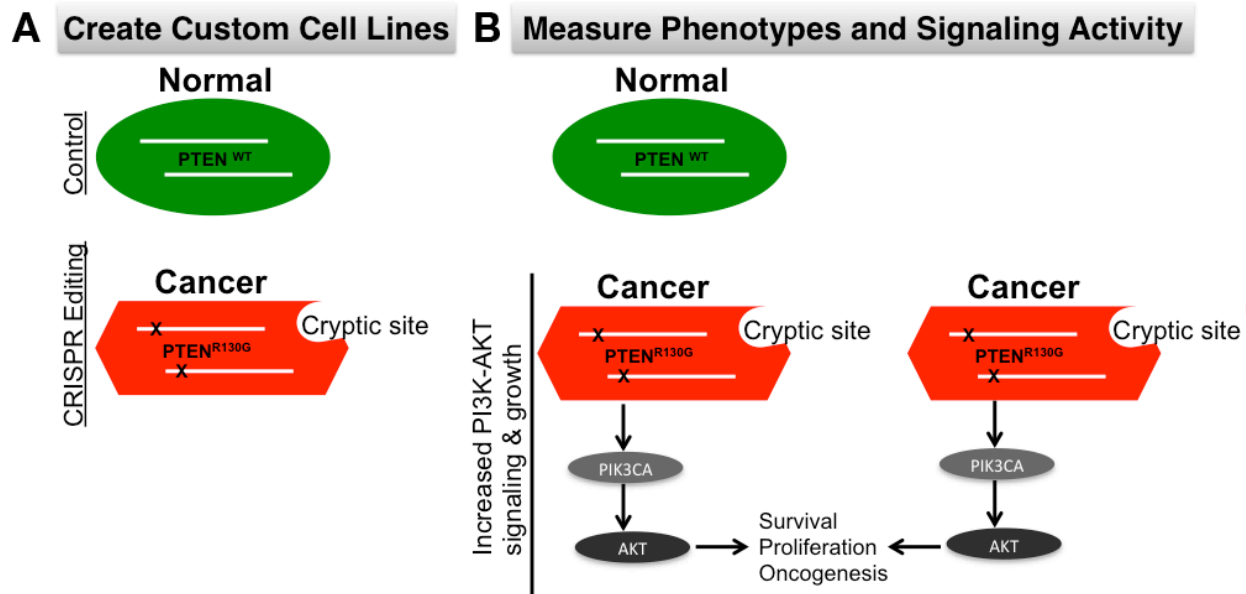 A Create Custom Cell Lines
Control
Normal
PTEN WT
CRISPR Editing
Cancer
X
Cryptic site
PTENR130G
X
B Measure Phenotypes and Signaling Activity
Normal
PTEN WT
Increased PI3K-AKT
signaling & growth
Cancer
X
Cryptic site
PTENR130G
X
PIK3CA
AKT
Survival
Proliferation
Oncogenesis
Cancer
X
Cryptic site
PTENR130G
X
PIK3CA
AKT